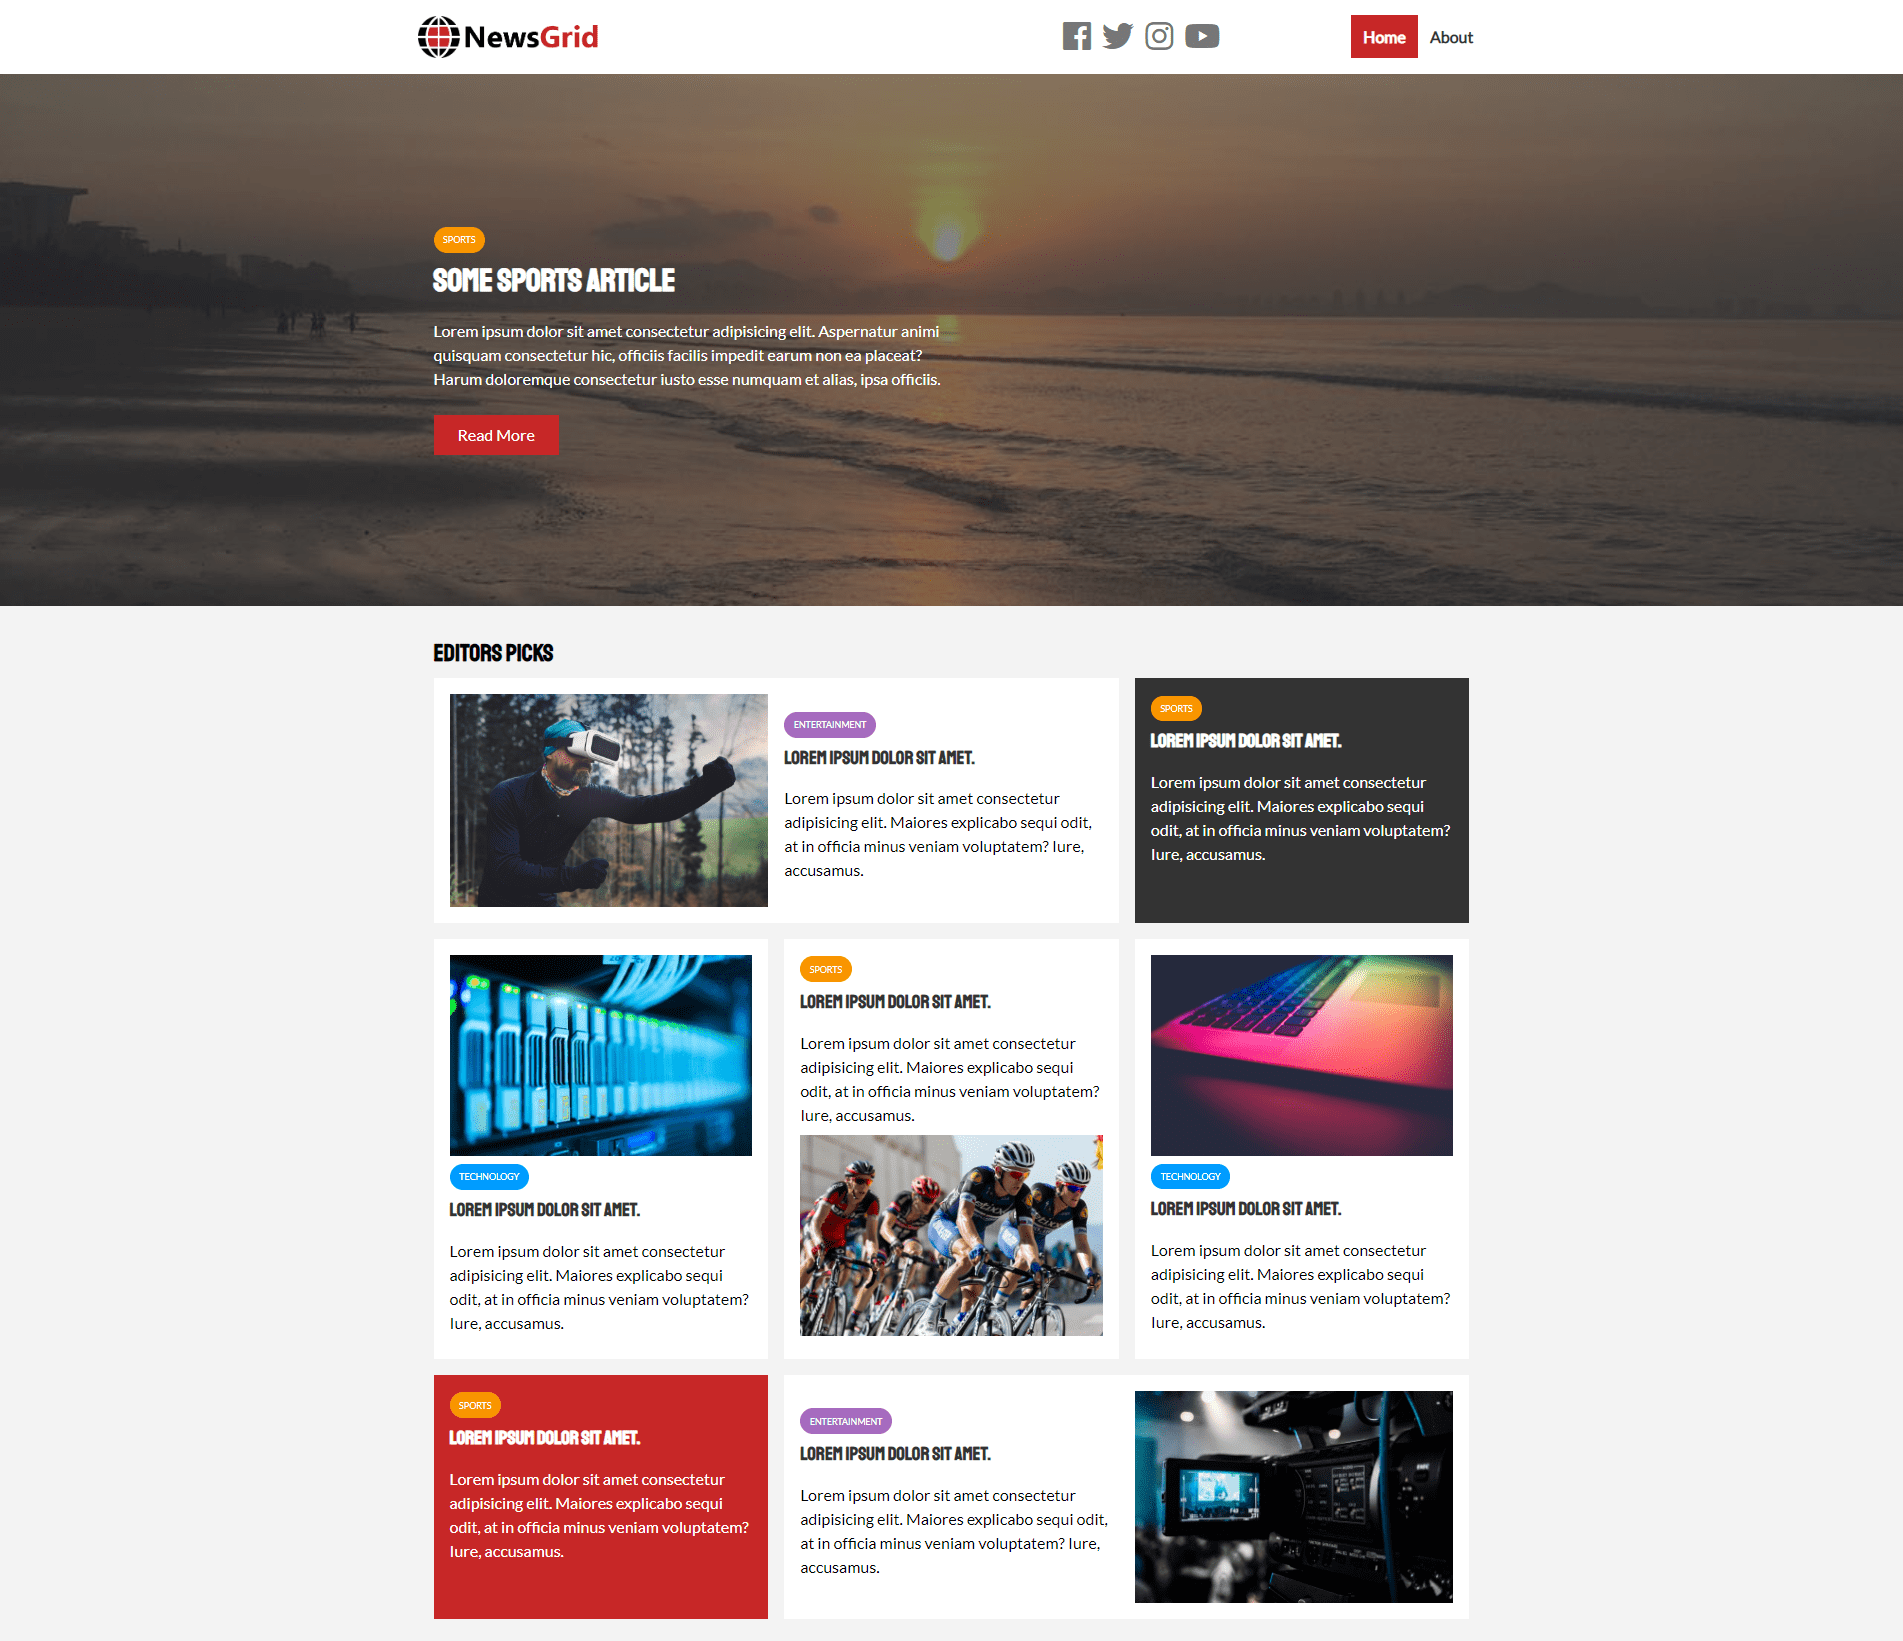 NewsGrid
Home
About
SPORTS
SOME SPORTS ARTICLE
Lorem ipsum dolor sit amet consectetur adipisicing elit. Aspernatur animi
quisquam consectetur hic, officiis facilis impedit earum non ea placeat?
Harum doloremque consectetur iusto esse numquam et alias, ipsa officiis.
Read More
EDITORS PICKS
ENTERTAINMENT
LOREM IPSUM DOLOR SIT AMET.
Lorem ipsum dolor sit amet consectetur
adipisicing elit. Maiores explicabo sequi odit,
at in officia minus veniam voluptatem? Iure,
accusamus.
SPORTS
LOREM IPSUM DOLOR SIT AMET.
Lorem ipsum dolor sit amet consectetur
adipisicing elit. Maiores explicabo sequi
odit, at in officia minus veniam voluptatem?
Iure, accusamus.
TECHNOLOGY
LOREM IPSUM DOLOR SIT AMET.
Lorem ipsum dolor sit amet consectetur
adipisicing elit. Maiores explicabo sequi
odit, at in officia minus veniam voluptatem?
Iure, accusamus.
SPORTS
LOREM IPSUM DOLOR SIT AMET.
Lorem ipsum dolor sit amet consectetur
adipisicing elit. Maiores explicabo sequi
odit, at in officia minus veniam voluptatem?
Iure, accusamus.
TECHNOLOGY
LOREM IPSUM DOLOR SIT AMET.
Lorem ipsum dolor sit amet consectetur
adipisicing elit. Maiores explicabo sequi
odit, at in officia minus veniam voluptatem?
Iure, accusamus.
SPORTS
LOREM IPSUM DOLOR SIT AMET.
Lorem ipsum dolor sit amet consectetur
adipisicing elit. Maiores explicabo sequi
odit, at in officia minus veniam voluptatem?
Iure, accusamus.
ENTERTAINMENT
LOREM IPSUM DOLOR SIT AMET.
Lorem ipsum dolor sit amet consectetur
adipisicing elit. Maiores explicabo sequi odit,
at in officia minus veniam voluptatem? Iure,
accusamus.